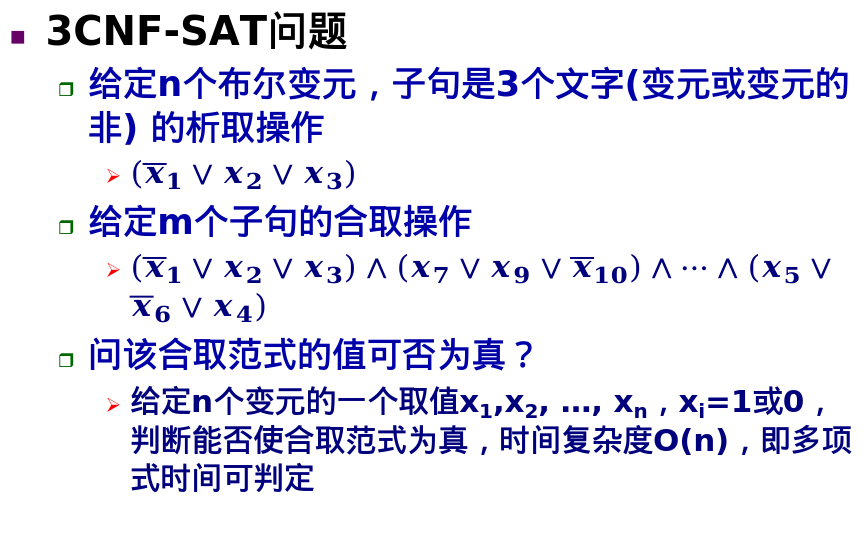 3CNF-SAT问题
给定n个布尔变元，子句是3个文字(变元或变元的
非) 的析取操作
(x̅₁ ∨ x₂ ∨ x₃)
给定m个子句的合取操作
(x̅₁ ∨ x₂ ∨ x₃) ∧ (x₇ ∨ x₉ ∨ x̅₁₀) ∧ ⋯ ∧ (x₅ ∨
x̅₆ ∨ x₄)
问该合取范式的值可否为真？
给定n个变元的一个取值x₁,x₂, …, xₙ，xᵢ=1或0，
判断能否使合取范式为真，时间复杂度O(n)，即多项
式时间可判定